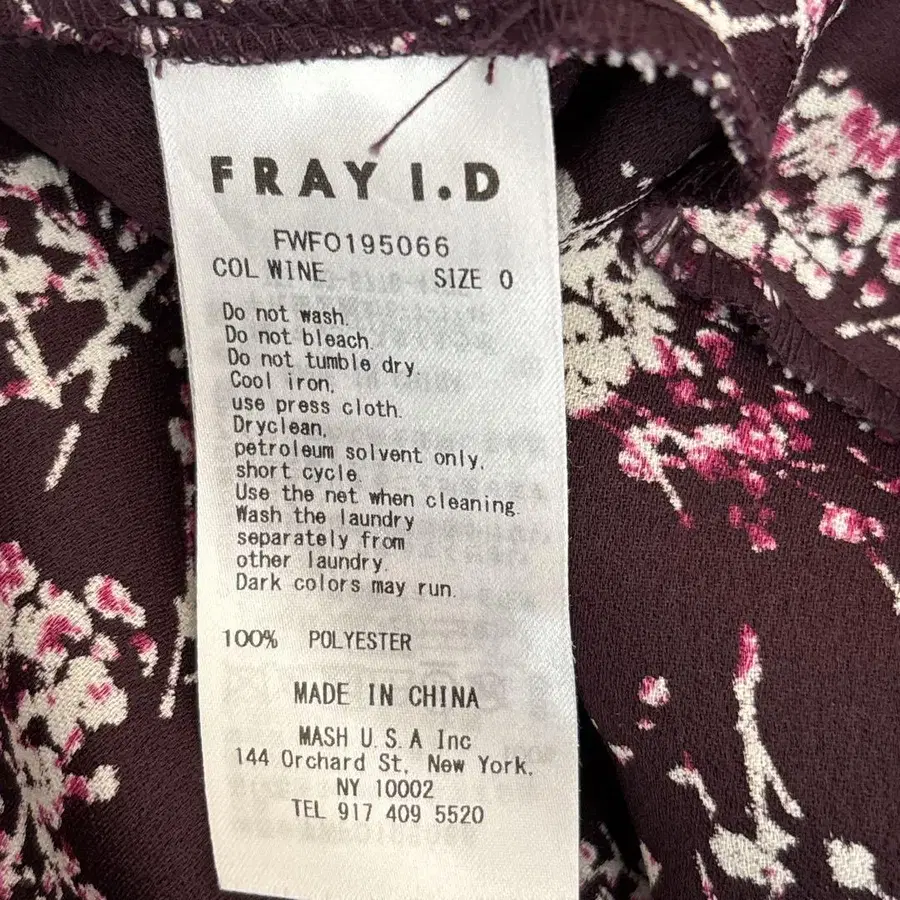 FRAY I.D
FWFO195066
COL WINE SIZE 0
Do not wash.
Do not bleach.
Do not tumble dry.
Cool iron,
use press cloth.
Dryclean,
petroleum solvent only,
short cycle.
Use the net when cleaning.
Wash the laundry
separately from
other laundry
Dark colors may run.
100% POLYESTER
MADE IN CHINA
MASH U.S.A Inc
144 Orchard St, New York,
NY 10002
TEL 917 409 5520